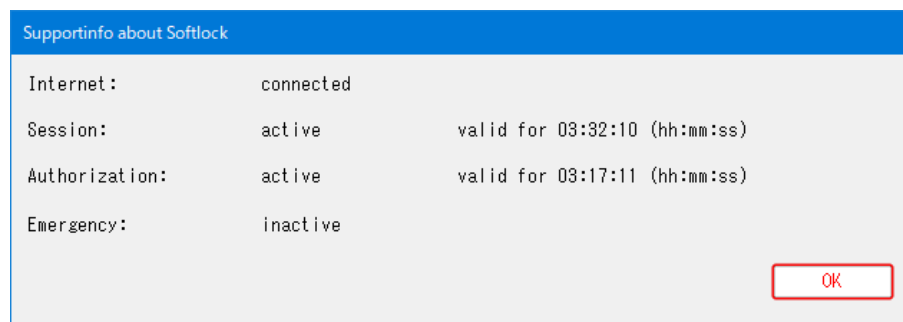 Supportinfo about Softlock
Internet: connected
Session: active valid for 03:32:10 (hh:mm:ss)
Authorization: active valid for 03:17:11 (hh:mm:ss)
Emergency: inactive
OK